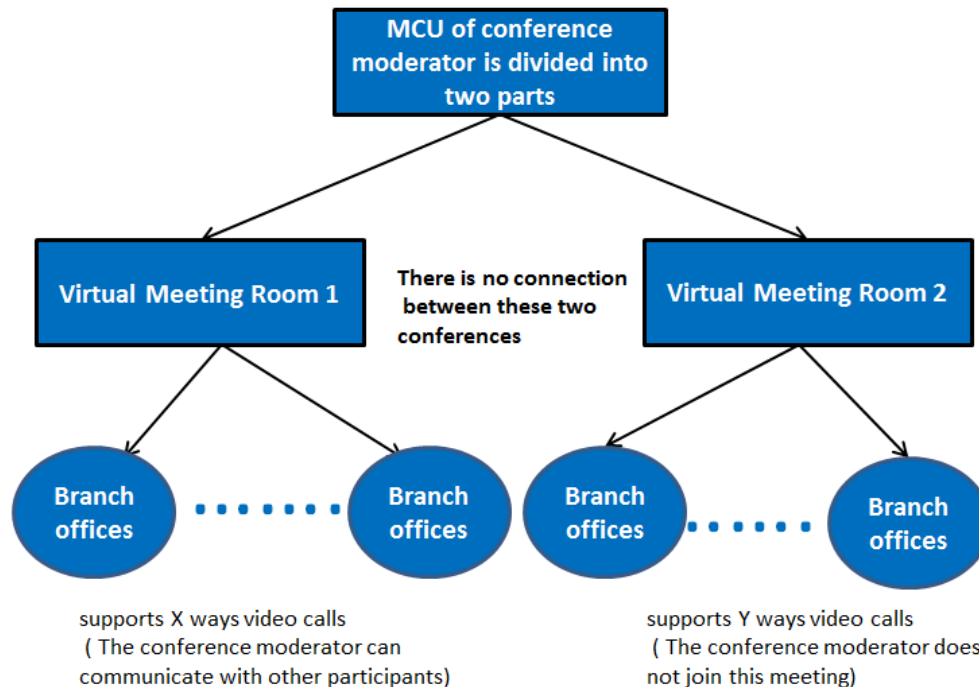 MCU of conference
moderator is divided into
two parts
Virtual Meeting Room 1
There is no connection
between these two
conferences
Virtual Meeting Room 2
Branch
offices
Branch
offices
Branch
offices
Branch
offices
supports X ways video calls
( The conference moderator can
communicate with other participants)
supports Y ways video calls
( The conference moderator does
not join this meeting)